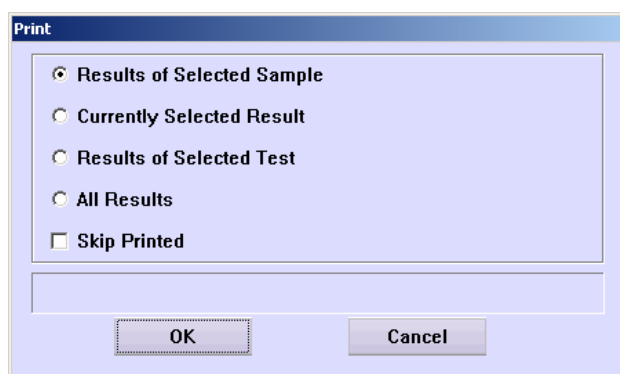 Print
Results of Selected Sample
Currently Selected Result
Results of Selected Test
All Results
Skip Printed
OK Cancel